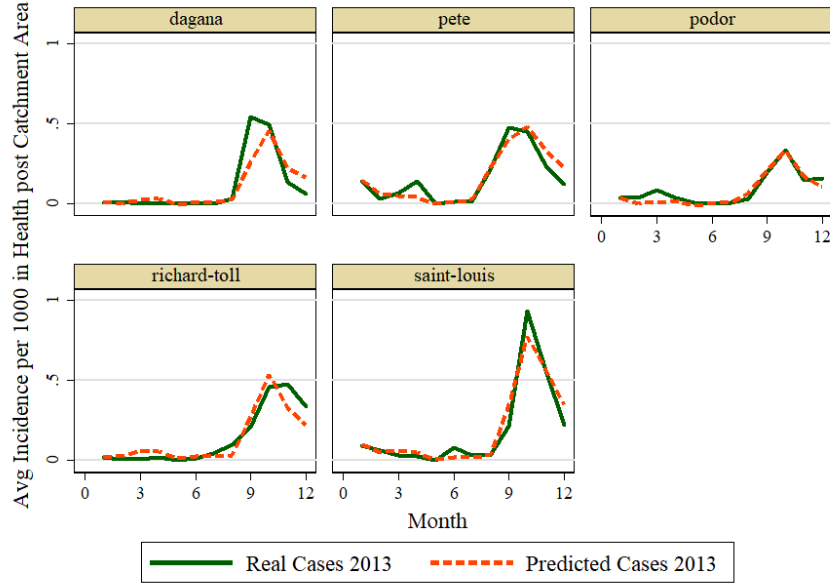 Avg Incidence per 1000 in Health post Catchment Area
dagana
pete
podor
1
.5
0
0 3 6 9 12
richard-toll
saint-louis
1
.5
0
0 3 6 9 12
0 3 6 9 12
Month
Real Cases 2013
Predicted Cases 2013